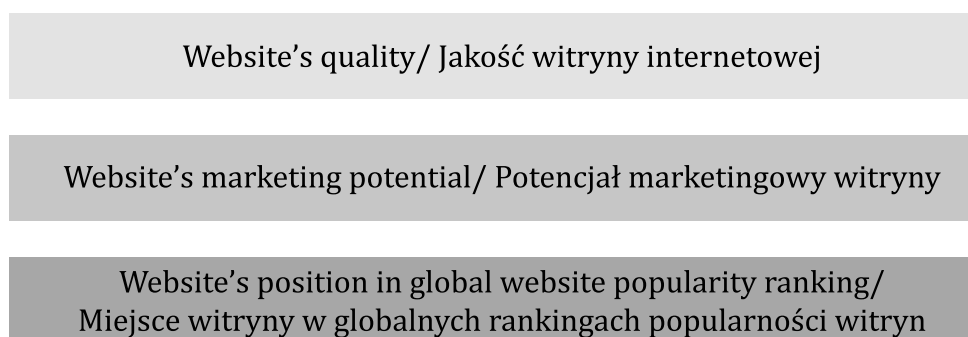 Website’s quality/ Jakość witryny internetowej
Website’s marketing potential/ Potencjał marketingowy witryny
Website’s position in global website popularity ranking/
Miejsce witryny w globalnych rankingach popularności witryn